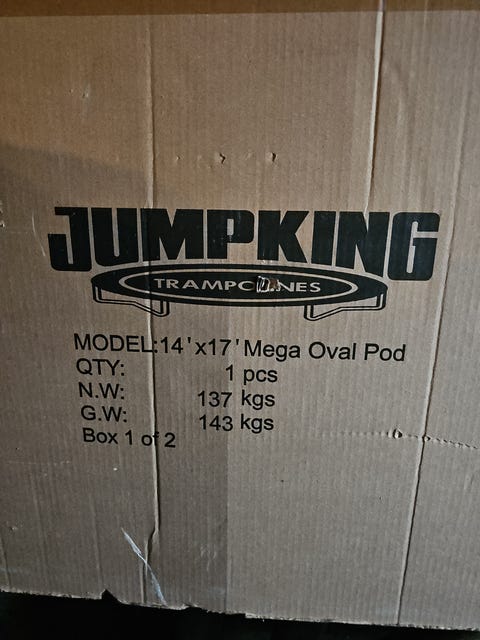 JUMPKING
TRAMPOLINES
MODEL:14'x17'Mega Oval Pod
QTY: 1 pcs
N.W: 137 kgs
G.W: 143 kgs
Box 1 of 2